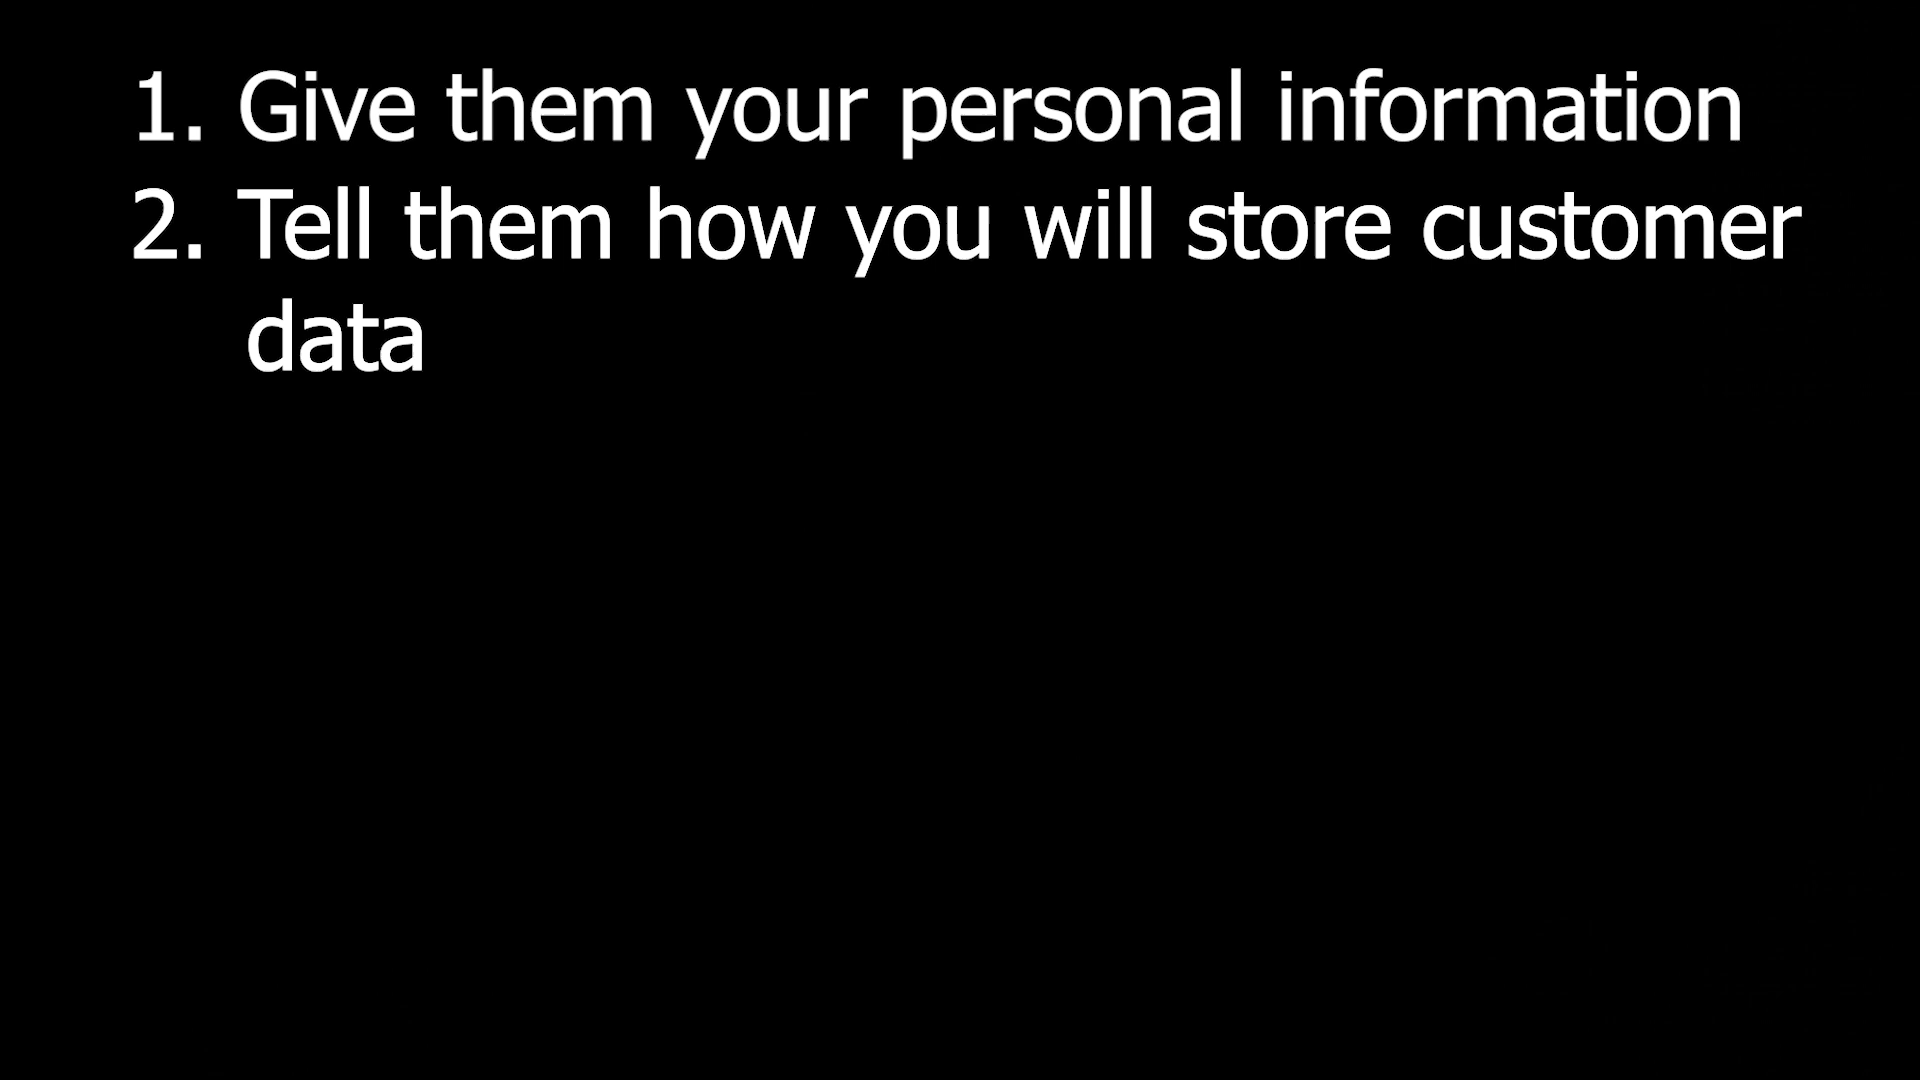 1. Give them your personal information
2. Tell them how you will store customer
data